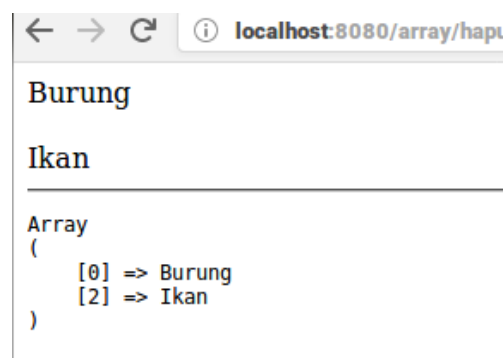 localhost:8080/array/hapu
Burung
Ikan
Array
(
[0] => Burung
[2] => Ikan
)